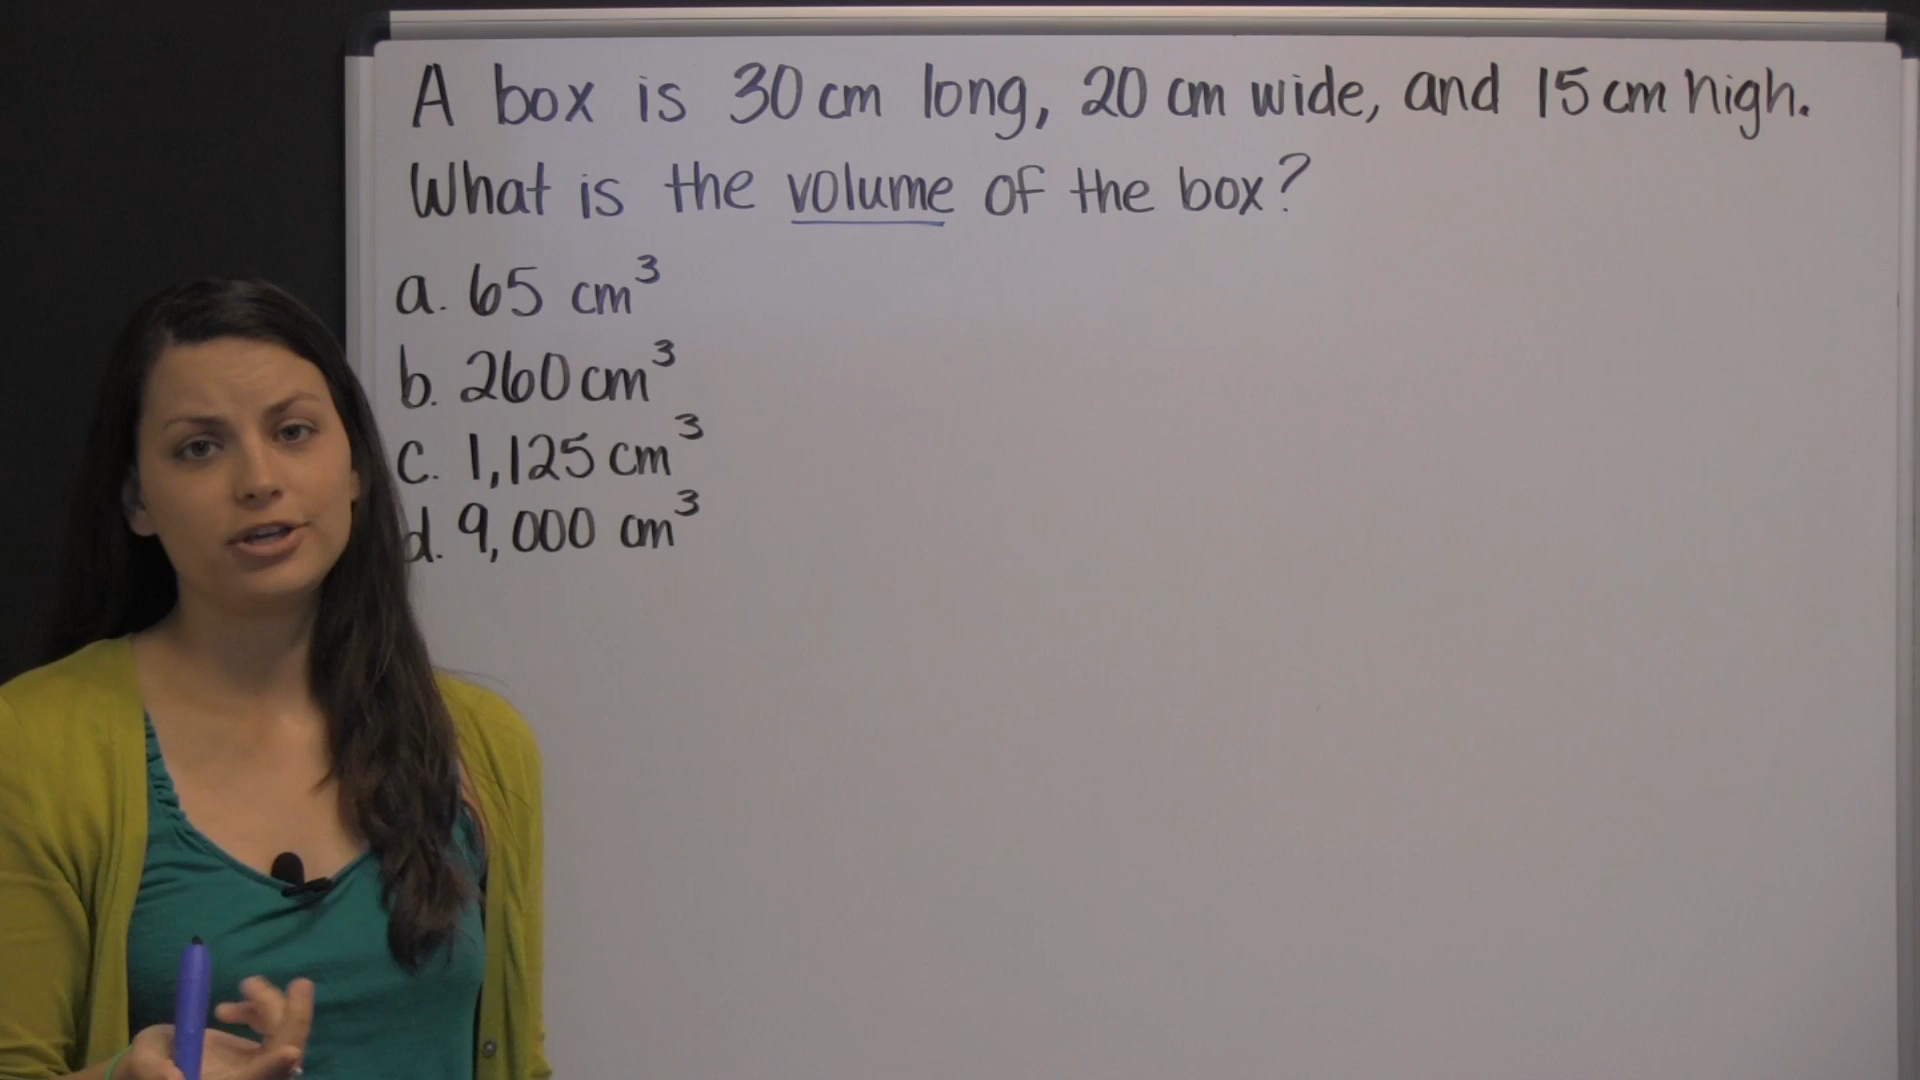 A box is 30 cm long, 20 cm wide, and 15 cm high.
What is the volume of the box?
a. 65 cm³
b. 260 cm³
c. 1,125 cm³
d. 9,000 cm³